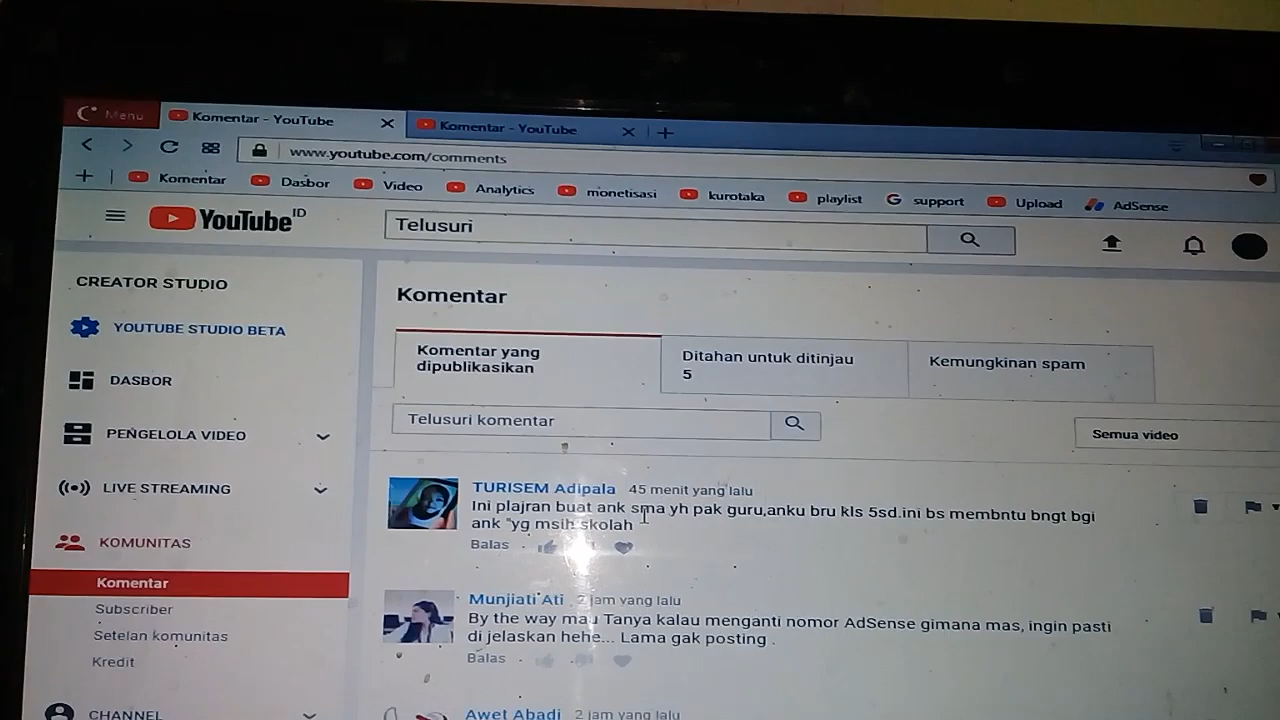 Menu
Komentar - YouTube
Komentar - YouTube
www.youtube.com/comments
Komentar
Dasbor
Video
Analytics
monetisasi
kurotaka
playlist
support
Upload
AdSense
YouTube ID
Telusuri
CREATOR STUDIO
YOUTUBE STUDIO BETA
DASBOR
PENGELOLA VIDEO
LIVE STREAMING
KOMUNITAS
Komentar
Subscriber
Setelan komunitas
Kredit
CHANNEL
Komentar
Komentar yang
dipublikasikan
Ditahan untuk ditinjau
5
Kemungkinan spam
Telusuri komentar
Semua video
TURISEM Adipala 45 menit yang lalu
Ini plajran buat ank sma yh pak guru,anku bru kls 5sd.ini bs membntu bngt bgi
ank "yg msih skolah
Balas
Munjiati Ati 2 jam yang lalu
By the way mau Tanya kalau menganti nomor AdSense gimana mas, ingin pasti
di jelaskan hehe... Lama gak posting .
Balas
Awet Abadi 2 jam yang lalu